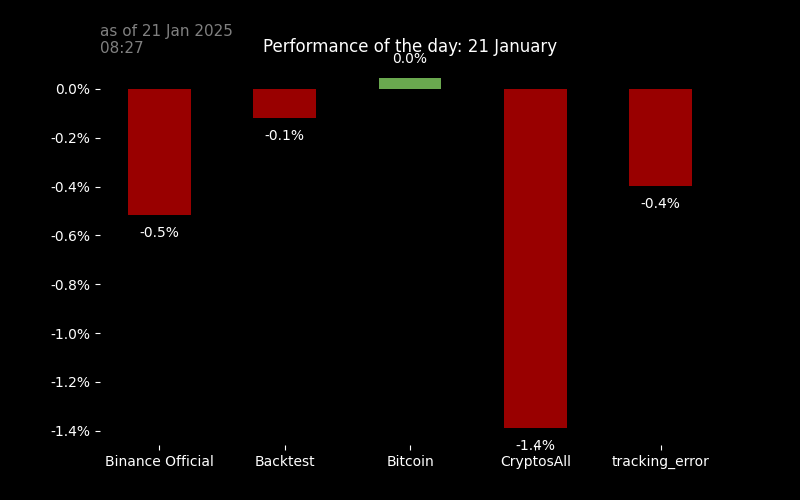 as of 21 Jan 2025
08:27
Performance of the day: 21 January
0.0%
0.0%
-0.2%
-0.4%
-0.6%
-0.8%
-1.0%
-1.2%
-1.4%
-0.5%
-0.1%
-1.4%
-0.4%
Binance Official
Backtest
Bitcoin
CryptosAll
tracking_error